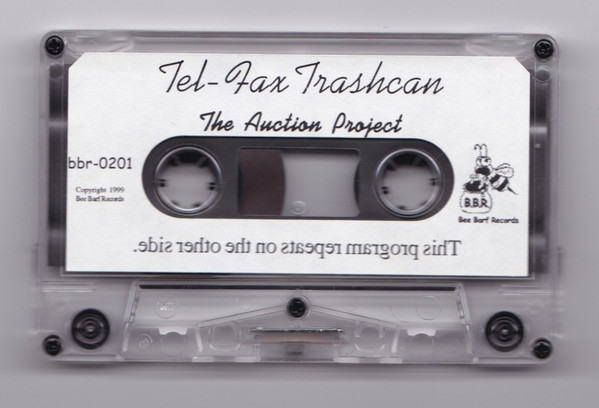 Tel-Fax Trashcan
The Auction Project
bbr-0201
Copyright 1999
Bee Barf Records
B.B.R.
Bee Barf Records
This program repeats on the other side.